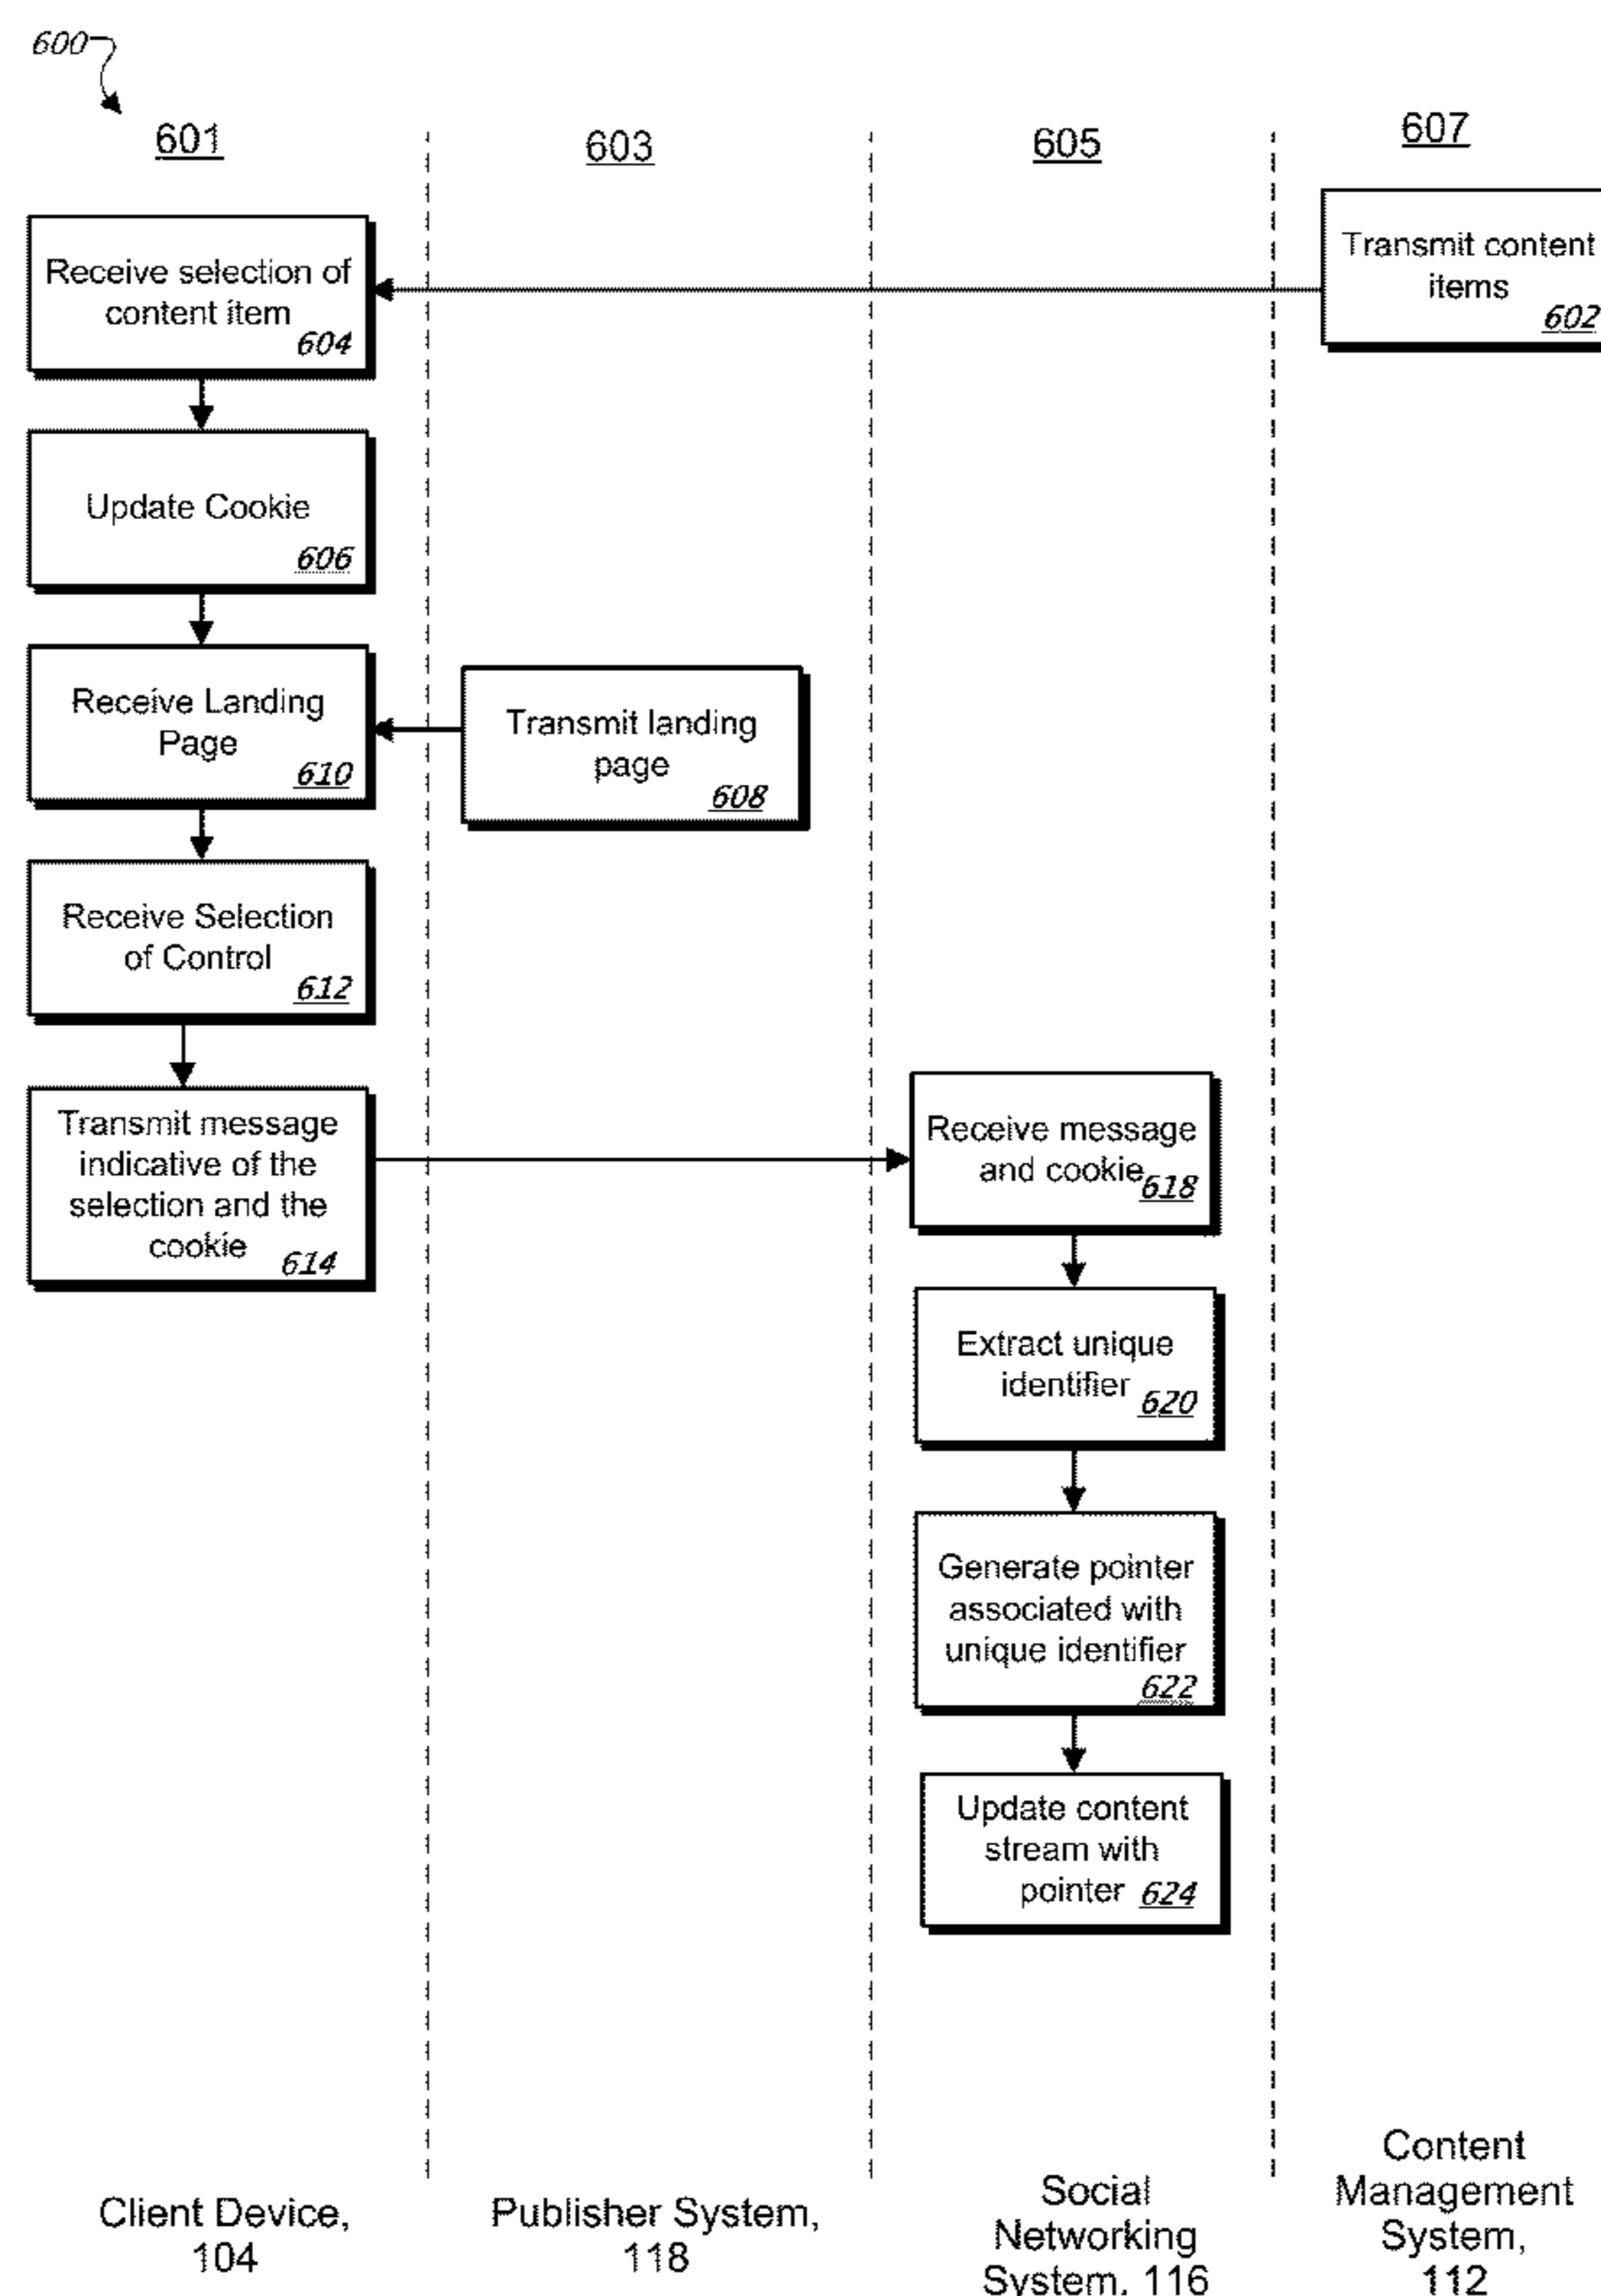 600
601
603
605
607
Transmit content
items
602
Receive selection of
content item
604
Update Cookie
606
Receive Landing
Page
610
Transmit landing
page
608
Receive Selection
of Control
612
Transmit message
indicative of the
selection and the
cookie
614
Receive message
and cookie
618
Extract unique
identifier
620
Generate pointer
associated with
unique identifier
622
Update content
stream with
pointer 624
Client Device,
104
Publisher System,
118
Social
Networking
System, 116
Content
Management
System,
112